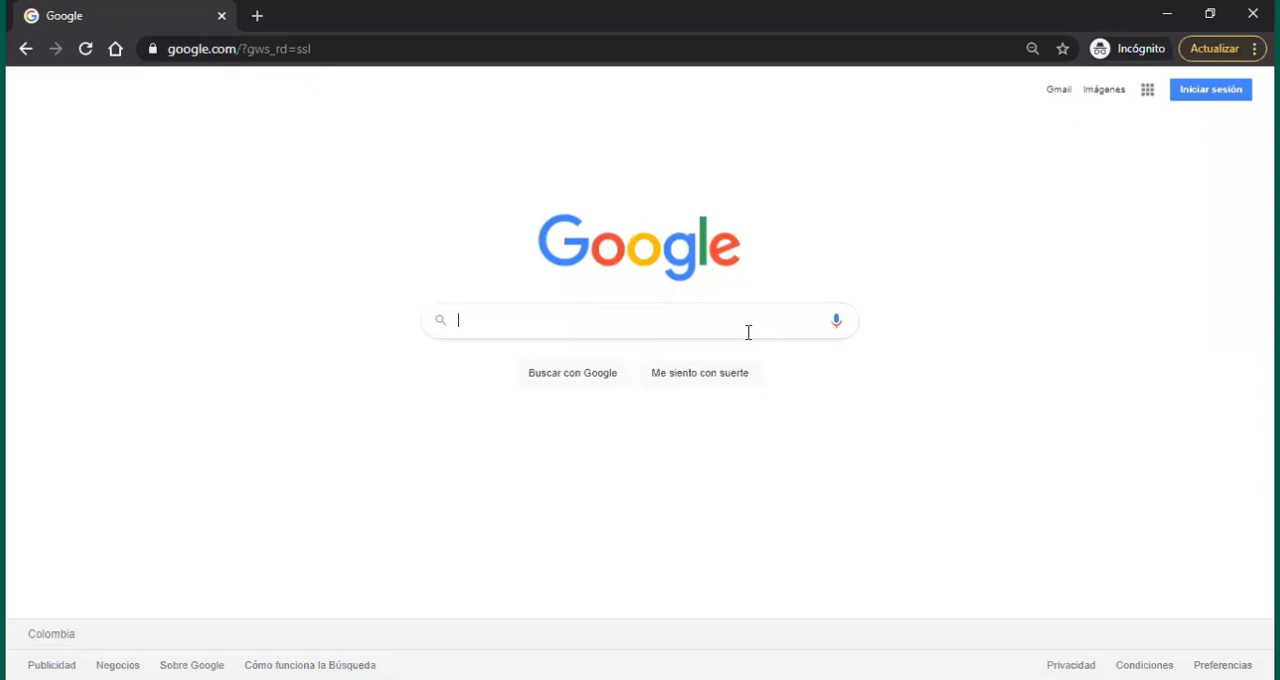 Google
google.com/?gws_rd=ssl
Incógnito
Actualizar
Gmail Imágenes
Iniciar sesión
Google
Buscar con Google
Me siento con suerte
Colombia
Publicidad Negocios Sobre Google Cómo funciona la Búsqueda
Privacidad Condiciones Preferencias